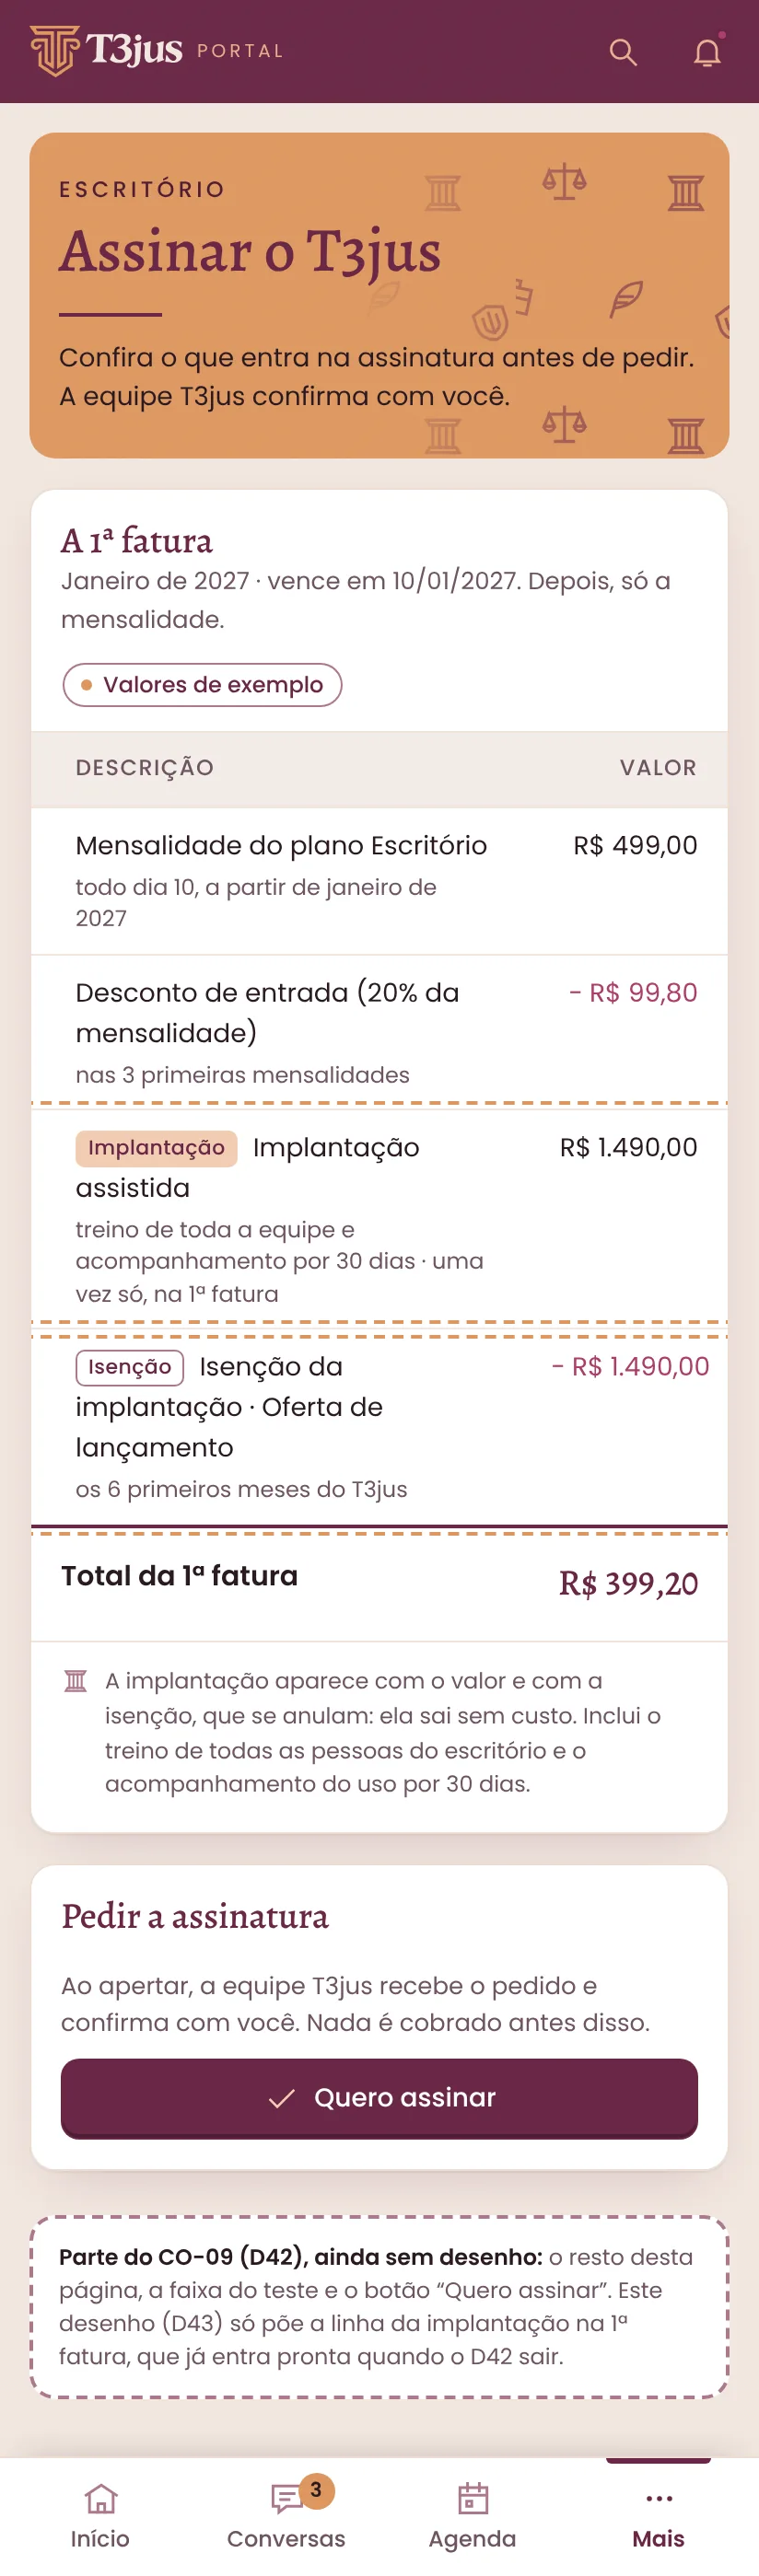 T3jus PORTAL
ESCRITÓRIO
Assinar o T3jus
Confira o que entra na assinatura antes de pedir.
A equipe T3jus confirma com você.
A 1ª fatura
Janeiro de 2027 · vence em 10/01/2027. Depois, só a
mensalidade.
Valores de exemplo
DESCRIÇÃO VALOR
Mensalidade do plano Escritório R$ 499,00
todo dia 10, a partir de janeiro de
2027
Desconto de entrada (20% da - R$ 99,80
mensalidade)
nas 3 primeiras mensalidades
Implantação Implantação R$ 1.490,00
assistida
treino de toda a equipe e
acompanhamento por 30 dias · uma
vez só, na 1ª fatura
Isenção Isenção da - R$ 1.490,00
implantação · Oferta de
lançamento
os 6 primeiros meses do T3jus
Total da 1ª fatura R$ 399,20
A implantação aparece com o valor e com a
isenção, que se anulam: ela sai sem custo. Inclui o
treino de todas as pessoas do escritório e o
acompanhamento do uso por 30 dias.
Pedir a assinatura
Ao apertar, a equipe T3jus recebe o pedido e
confirma com você. Nada é cobrado antes disso.
Quero assinar
Parte do CO-09 (D42), ainda sem desenho: o resto desta
página, a faixa do teste e o botão “Quero assinar”. Este
desenho (D43) só põe a linha da implantação na 1ª
fatura, que já entra pronta quando o D42 sair.
3
Início Conversas Agenda Mais